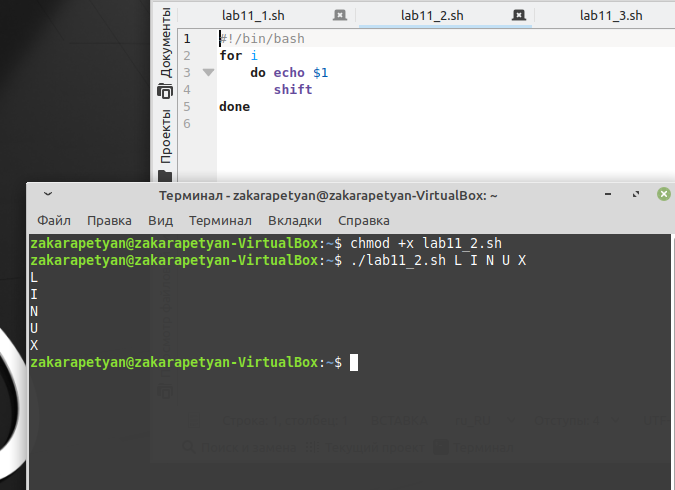 lab11_1.sh
lab11_2.sh
lab11_3.sh
Документы
Проекты
1 #!/bin/bash
2 for i
3 do echo $1
4 shift
5 done
6
Терминал - zakarapetyan@zakarapetyan-VirtualBox: ~
Файл Правка Вид Терминал Вкладки Справка
zakarapetyan@zakarapetyan-VirtualBox:~$ chmod +x lab11_2.sh
zakarapetyan@zakarapetyan-VirtualBox:~$ ./lab11_2.sh L I N U X
L
I
N
U
X
zakarapetyan@zakarapetyan-VirtualBox:~$